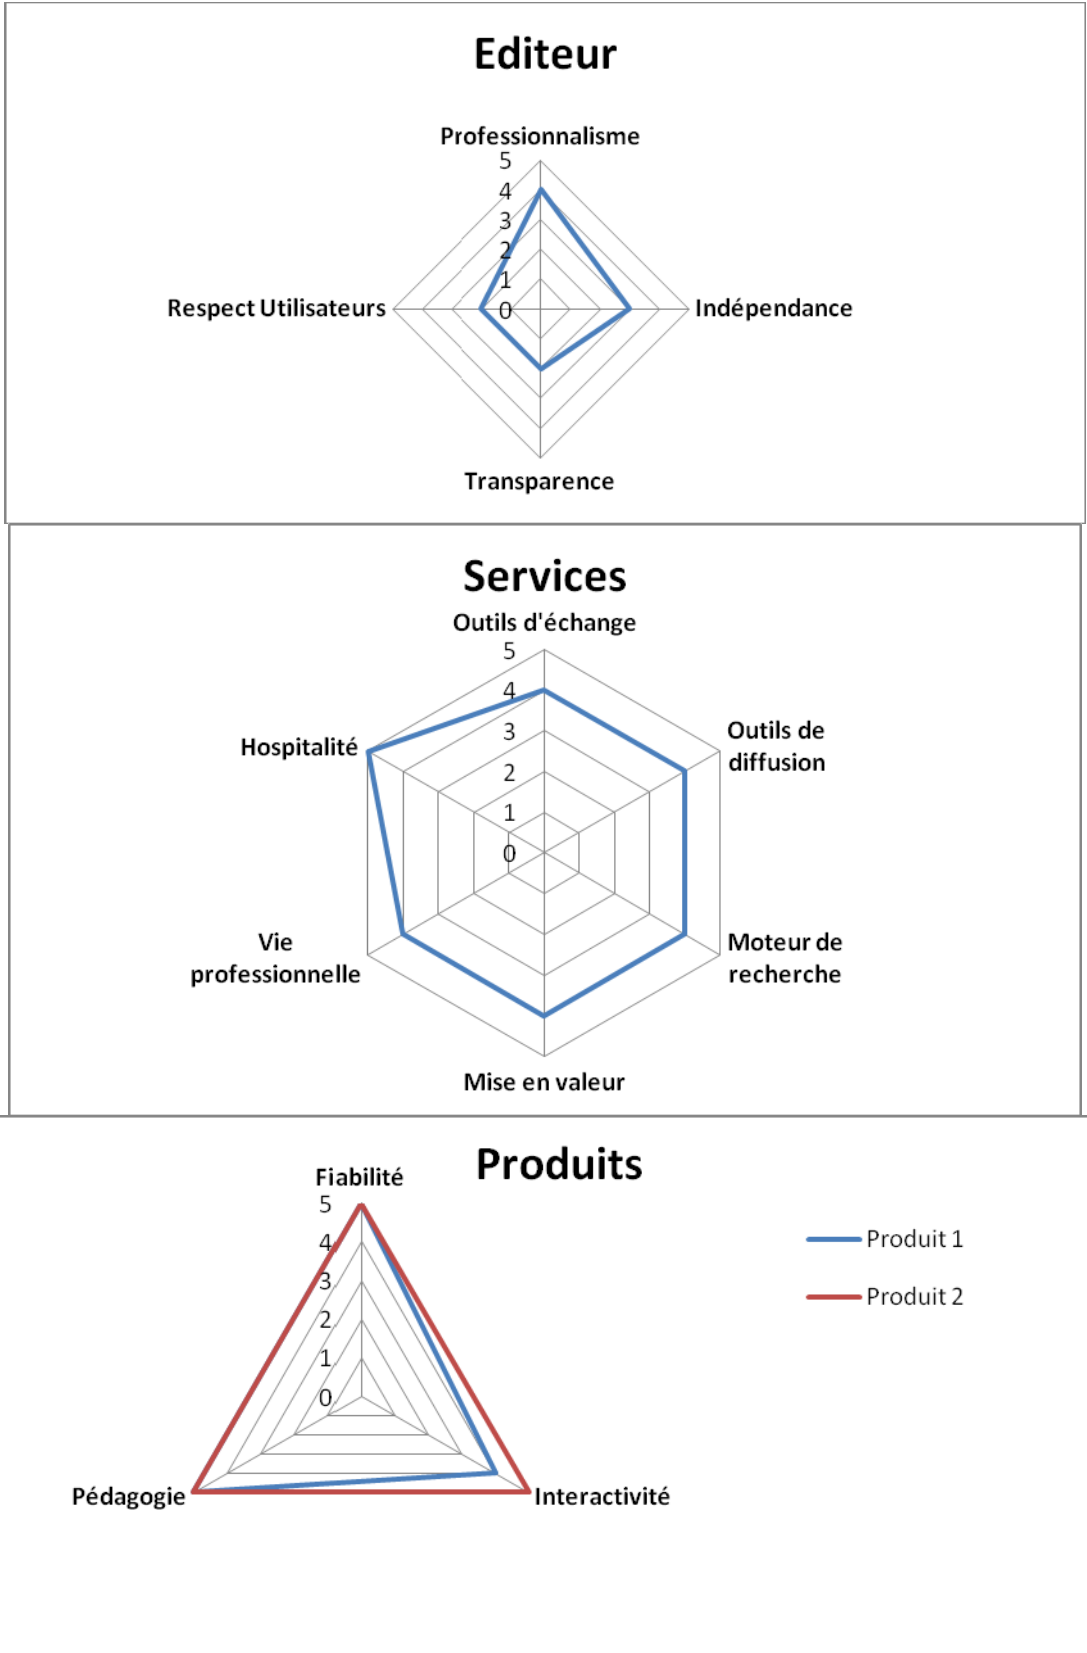 Editeur
Professionnalisme
5
4
3
2
1
0
Respect Utilisateurs
Indépendance
Transparence
Services
Outils d'échange
5
4
3
2
1
0
Outils de
diffusion
Hospitalité
Vie
professionnelle
Moteur de
recherche
Mise en valeur
Produits
Fiabilité
5
4
3
2
1
0
Pédagogie
Interactivité
Produit 1
Produit 2